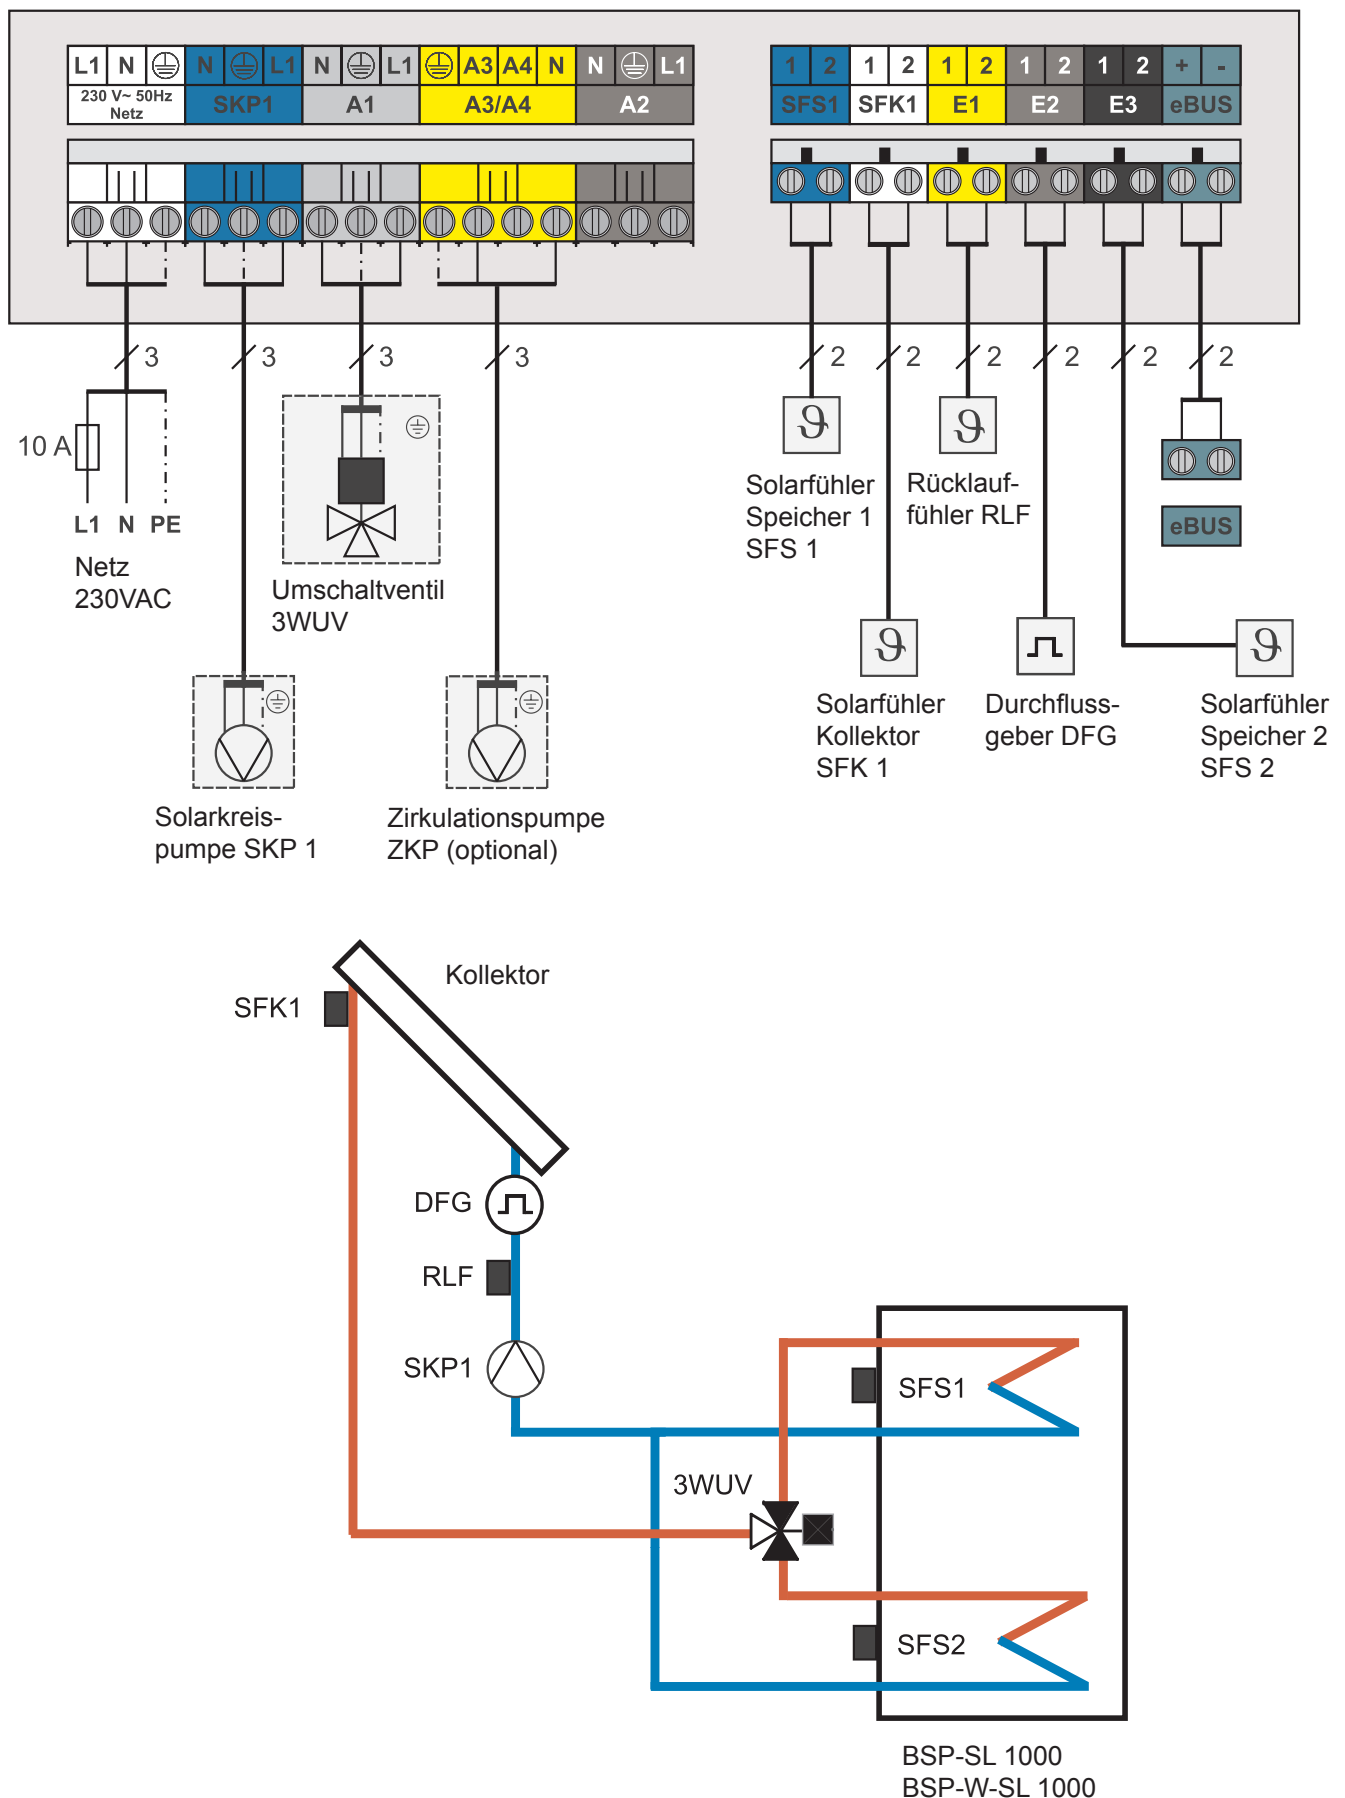 L1 N N L1 N L1 A3 A4 N N L1
230 V~ 50Hz
Netz
SKP1 A1 A3/A4 A2
1 2 1 2 1 2 1 2 1 2 + -
SFS1 SFK1 E1 E2 E3 eBUS
3 3 3 3 2 2 2 2 2 2
10 A
L1 N PE
Netz
230VAC
Umschaltventil
3WUV
Solarkreis-
pumpe SKP 1
Zirkulationspumpe
ZKP (optional)
ϑ
Solarfühler
Speicher 1
SFS 1
ϑ
Rücklauf-
fühler RLF
eBUS
ϑ
Solarfühler
Kollektor
SFK 1
Durchfluss-
geber DFG
ϑ
Solarfühler
Speicher 2
SFS 2
Kollektor
SFK1
DFG
RLF
SKP1
SFS1
3WUV
SFS2
BSP-SL 1000
BSP-W-SL 1000